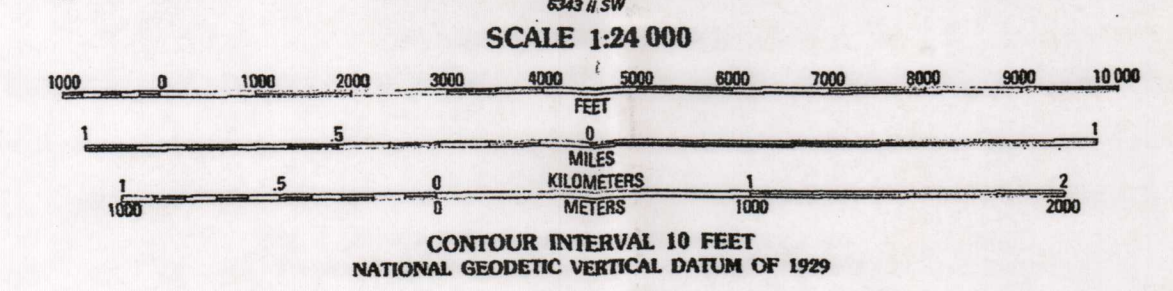 6343 II SW
SCALE 1:24 000
1000 0 1000 2000 3000 4000 5000 6000 7000 8000 9000 10 000
FEET
1 .5 0 1
MILES
1 .5 0 KILOMETERS 1 2
1000 0 METERS 1000 2000
CONTOUR INTERVAL 10 FEET
NATIONAL GEODETIC VERTICAL DATUM OF 1929